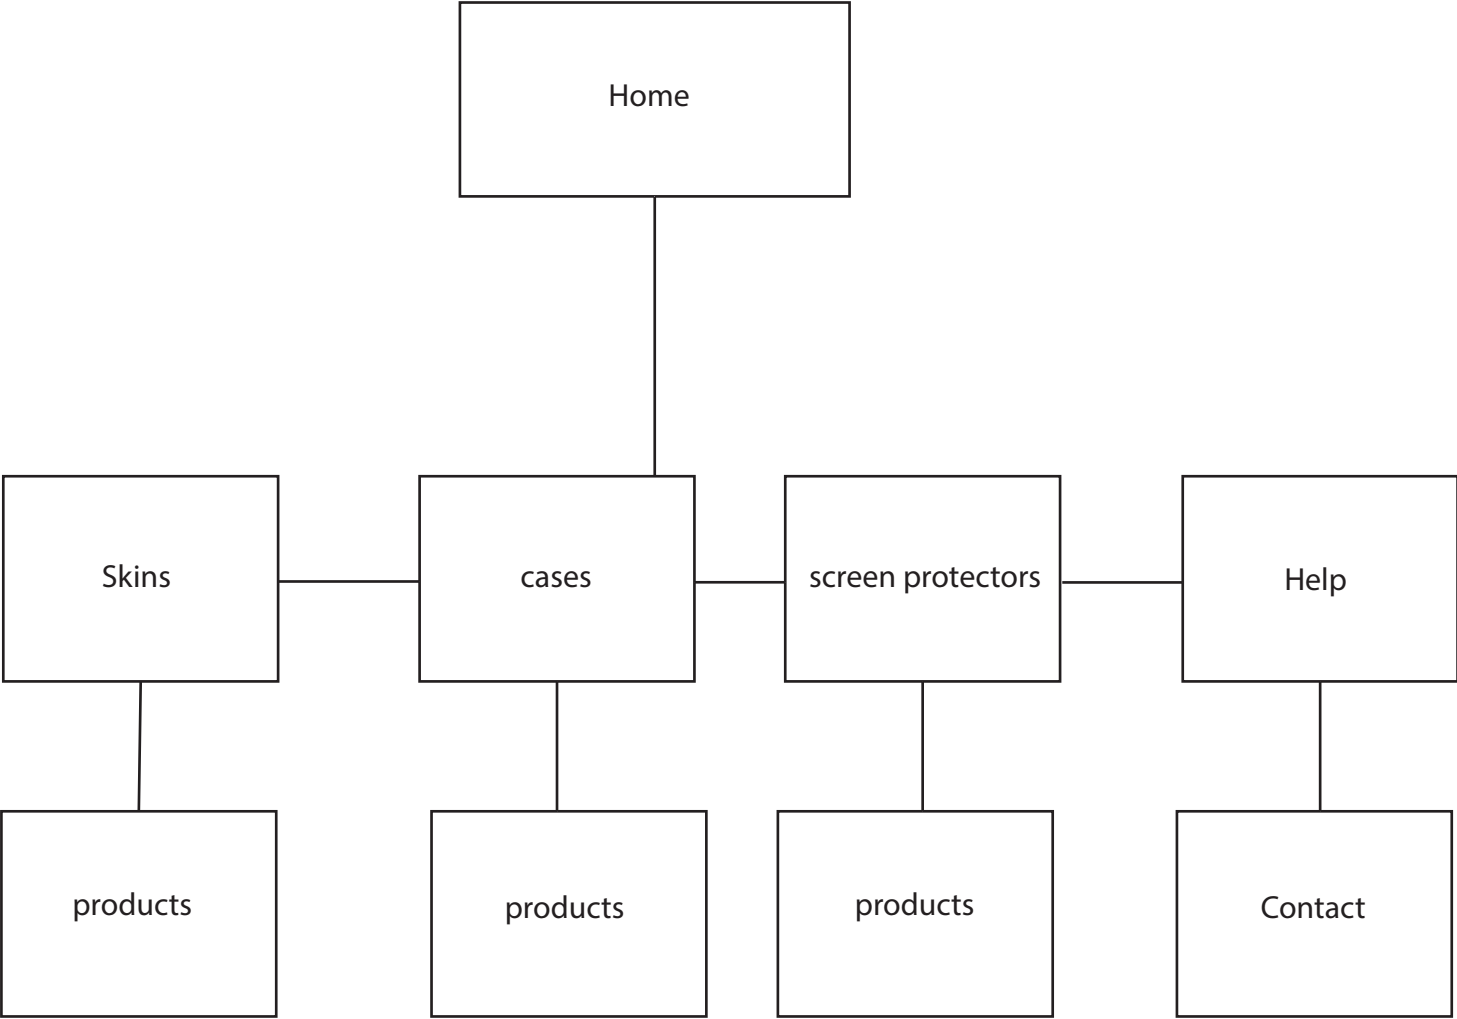 Home
Skins
cases
screen protectors
Help
products
products
products
Contact